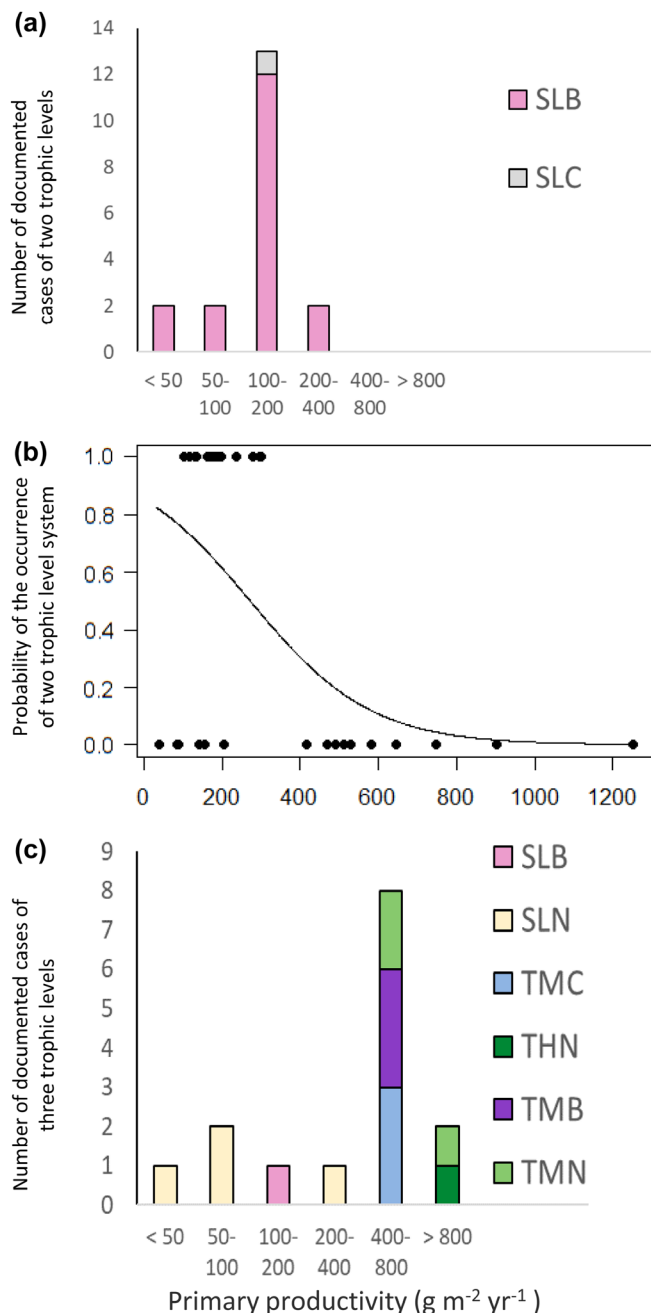 (a)
Number of documented
cases of two trophic levels
14
12
10
8
6
4
2
0
SLB
SLC
< 50
50-
100
100-
200
200-
400
400-
800
> 800
(b)
Probability of the occurrence
of two trophic level system
1.0
0.8
0.6
0.4
0.2
0.0
0
200
400
600
800
1000
1200
(c)
Number of documented cases of
three trophic levels
9
8
7
6
5
4
3
2
1
0
SLB
SLN
TMC
THN
TMB
TMN
< 50
50-
100
100-
200
200-
400
400-
800
> 800
Primary productivity (g m-2 yr-1 )